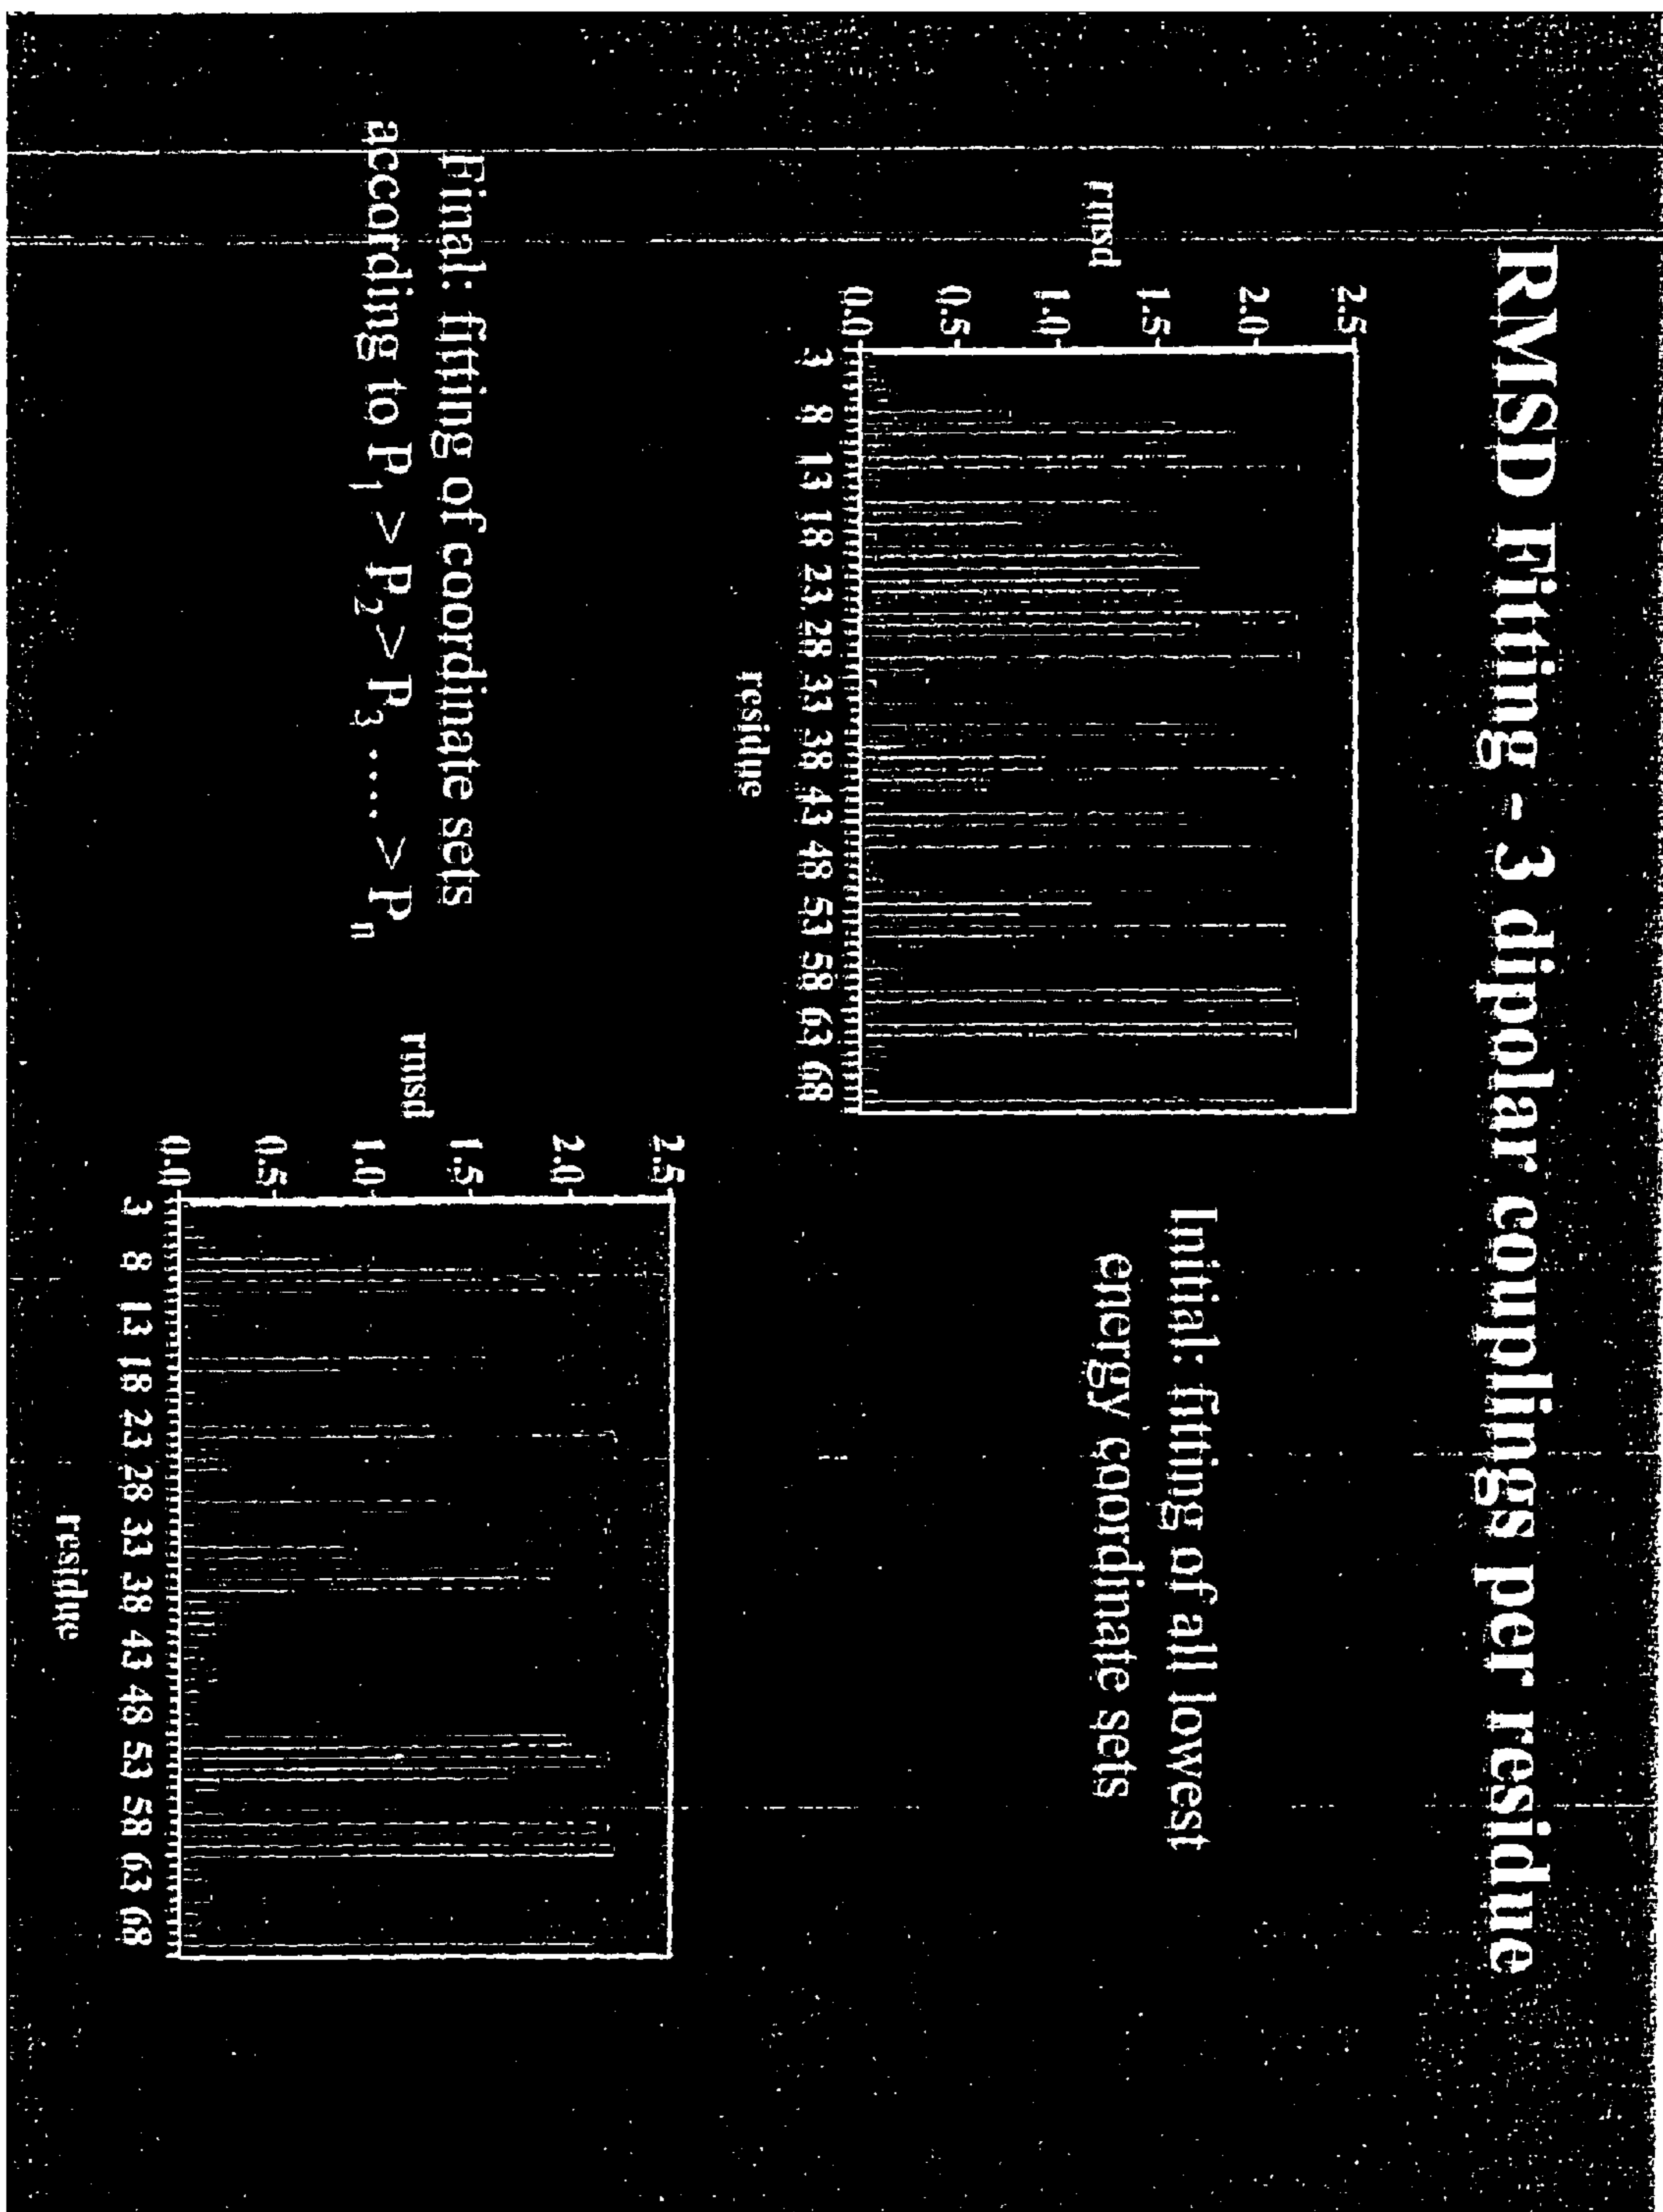 RMSD Fitting - 3 dipolar couplings per residue
rmsd
2.5
2.0
1.5
1.0
0.5
0.0
3 8 13 18 23 28 33 38 43 48 53 58 63 68
residue
Initial: fitting of all lowest
energy coordinate sets
Final: fitting of coordinate sets
according to P1 > P2 > P3 ..... > Pn
rmsd
2.5
2.0
1.5
1.0
0.5
0.0
3 8 13 18 23 28 33 38 43 48 53 58 63 68
residue